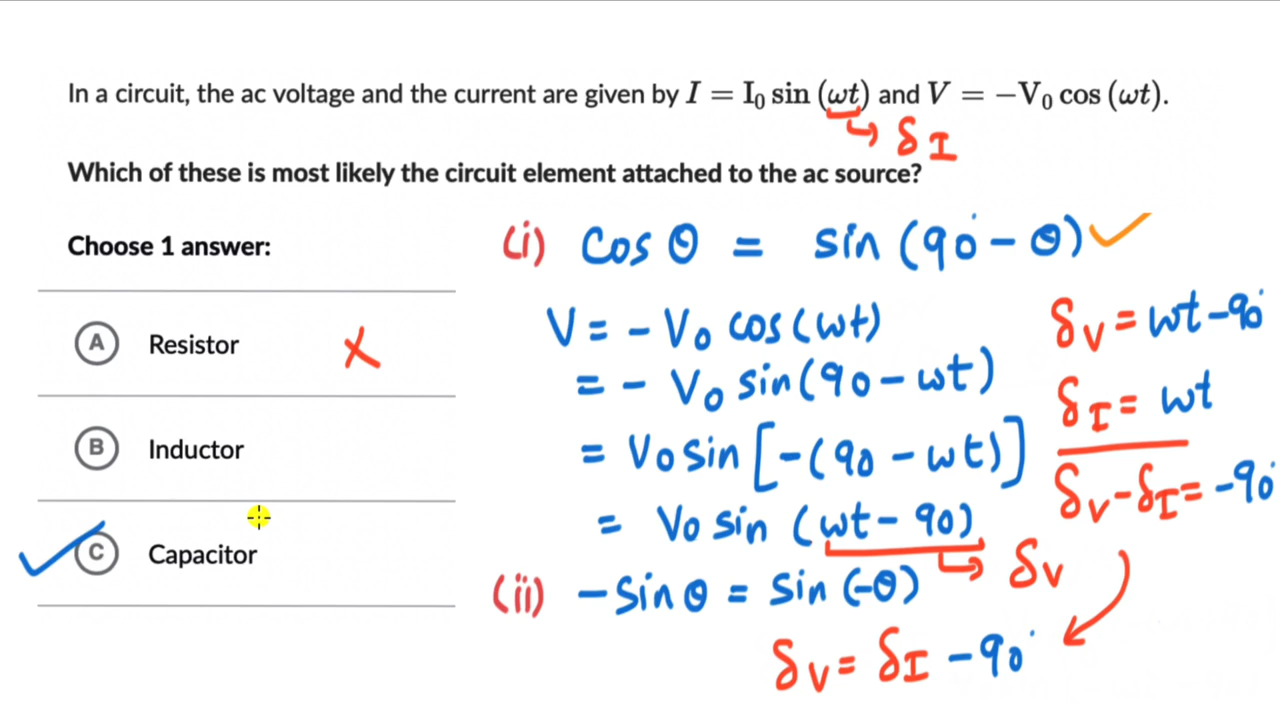 In a circuit, the ac voltage and the current are given by I = I₀ sin (ωt) and V = −V₀ cos (ωt).
δI
Which of these is most likely the circuit element attached to the ac source?
Choose 1 answer:
A Resistor
B Inductor
C Capacitor
(i) cos θ = sin (90° − θ)
V = − V₀ cos(ωt)
= − V₀ sin(90 − ωt)
= V₀ sin [−(90 − ωt)]
= V₀ sin (ωt − 90)
δV
(ii) − sin θ = sin (−θ)
δV = δI − 90°
δV = ωt − 90°
δI = ωt
δV − δI = −90°